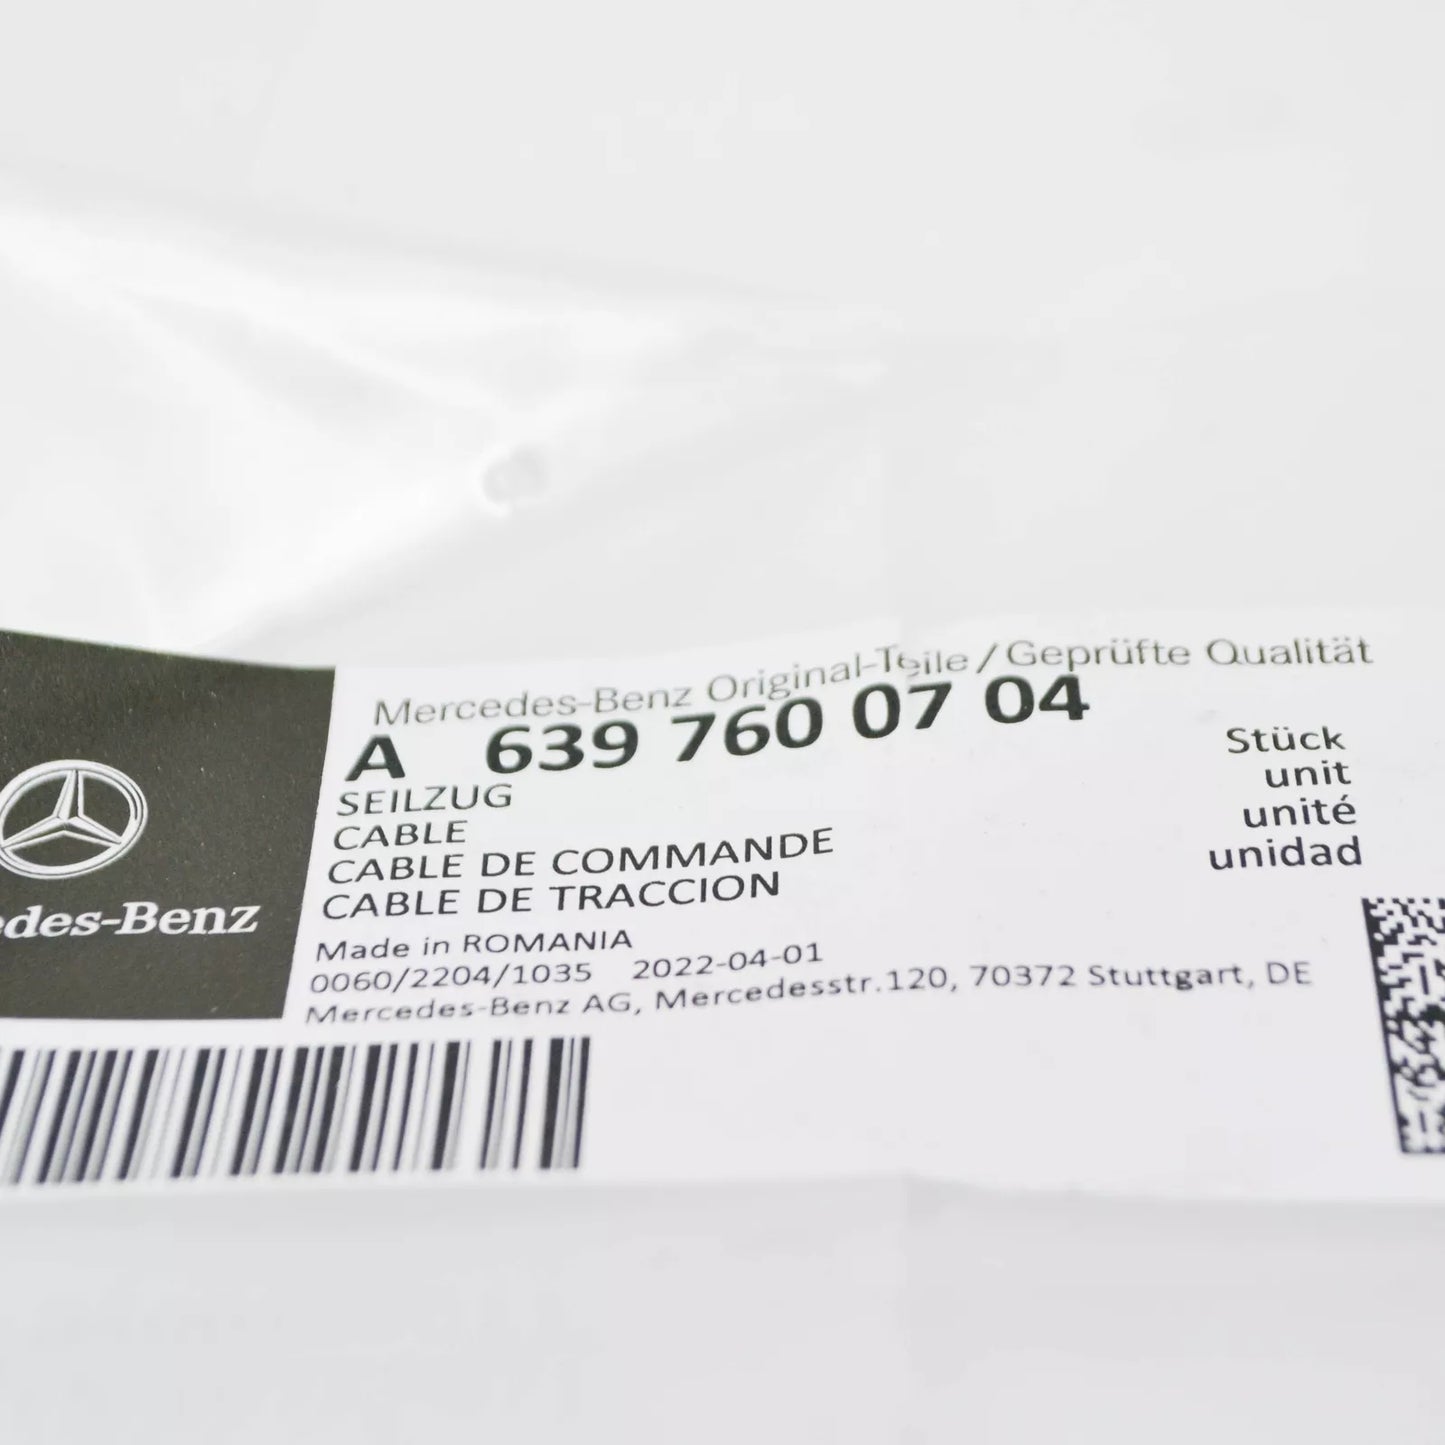 Mercedes-Benz Original-Teile / Geprüfte Qualität
A 639 760 07 04
SEILZUG
CABLE
CABLE DE COMMANDE
CABLE DE TRACCION
Stück
unit
unité
unidad
Made in ROMANIA
0060/2204/1035 2022-04-01
Mercedes-Benz AG, Mercedesstr.120, 70372 Stuttgart, DE
edes-Benz